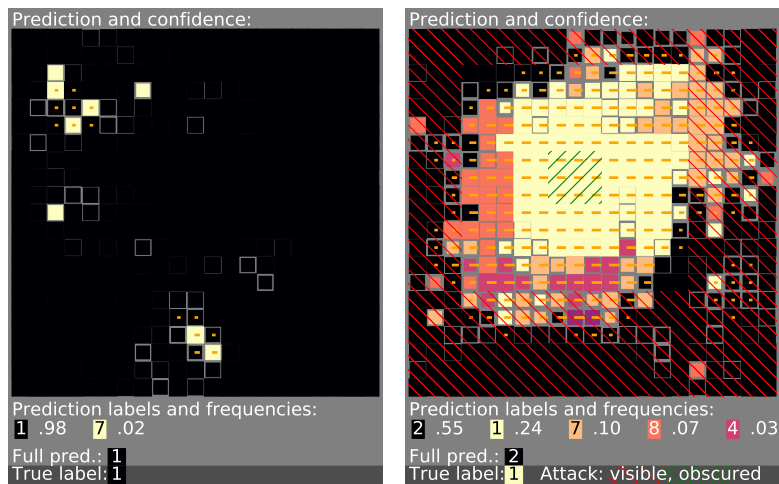 Prediction and confidence:
Prediction labels and frequencies:
1 .98 7 .02
Full pred.: 1
True label: 1
Prediction and confidence:
Prediction labels and frequencies:
2 .55 1 .24 7 .10 8 .07 4 .03
Full pred.: 2
True label: 1 Attack: visible, obscured